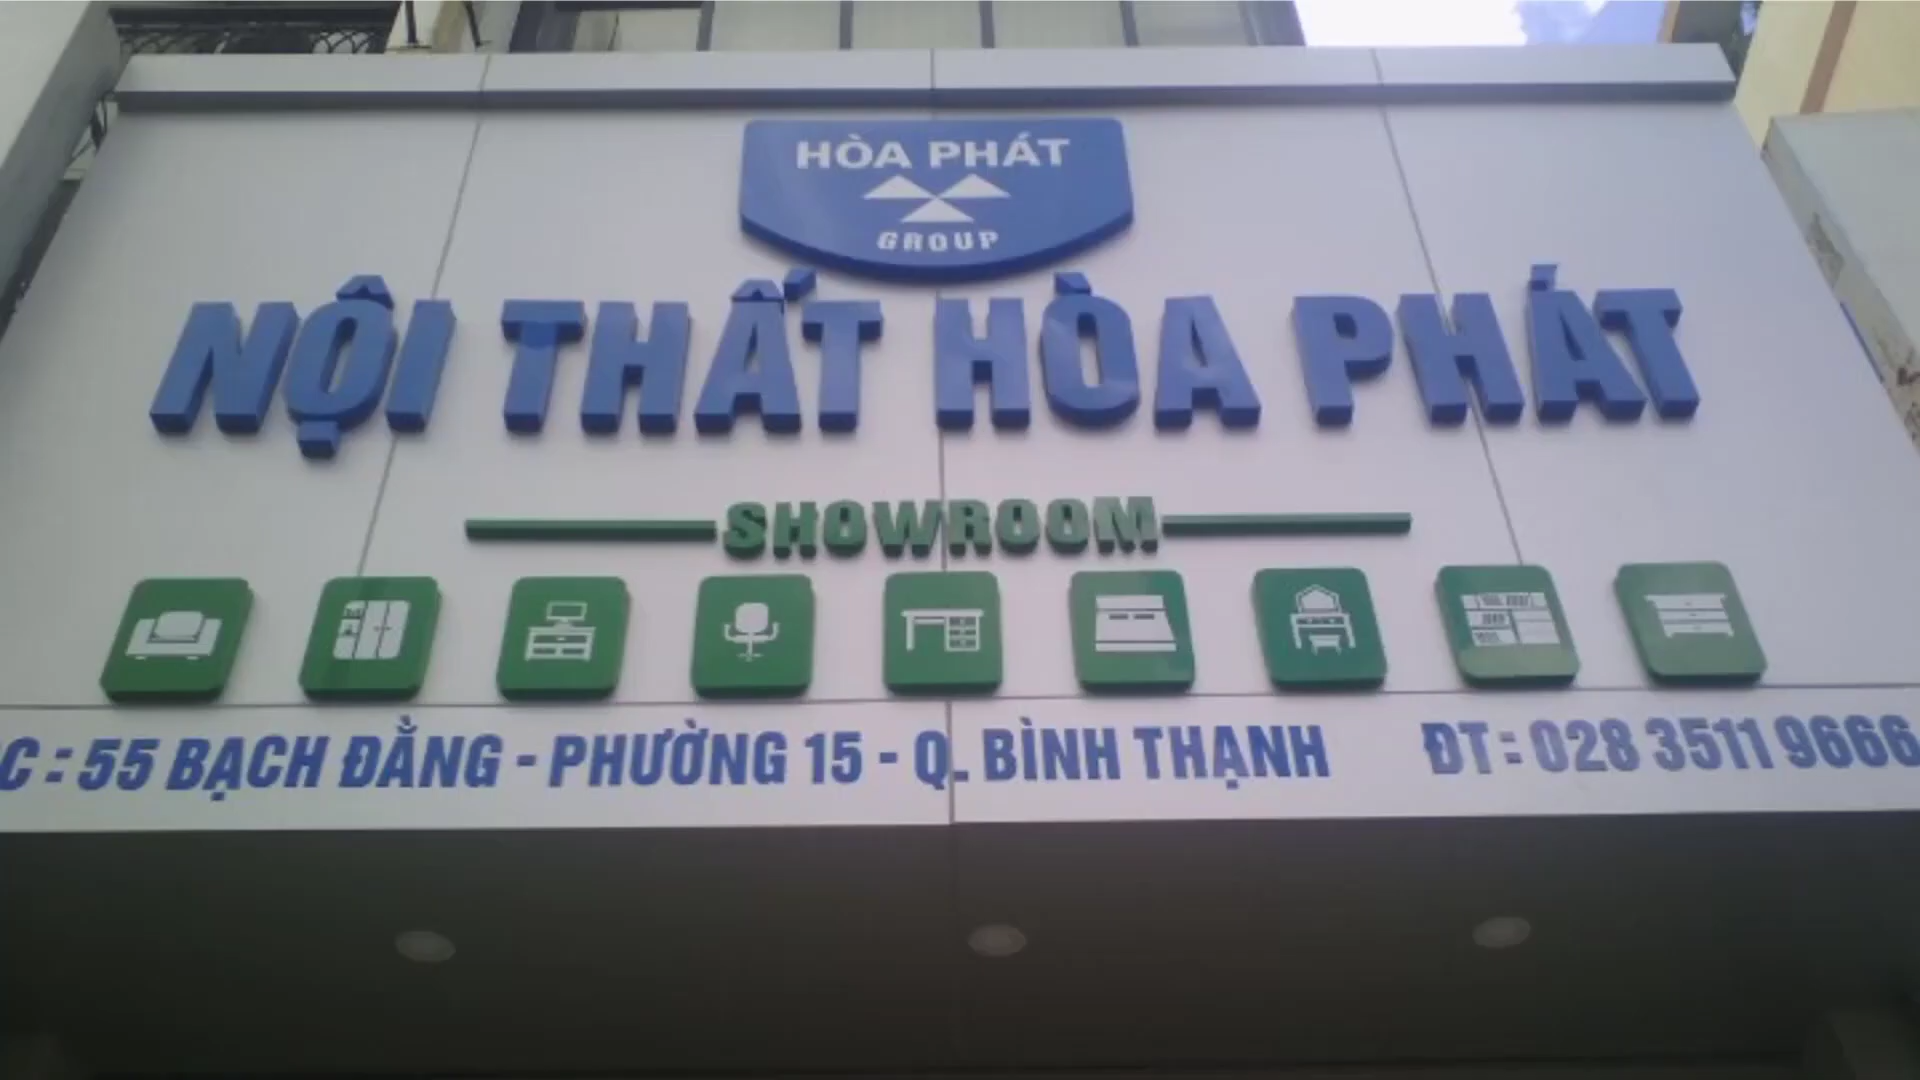 HÒA PHÁT
GROUP
NỘI THẤT HÒA PHÁT
SHOWROOM
C : 55 BẠCH ĐẰNG - PHƯỜNG 15 - Q. BÌNH THẠNH ĐT : 028 3511 9666